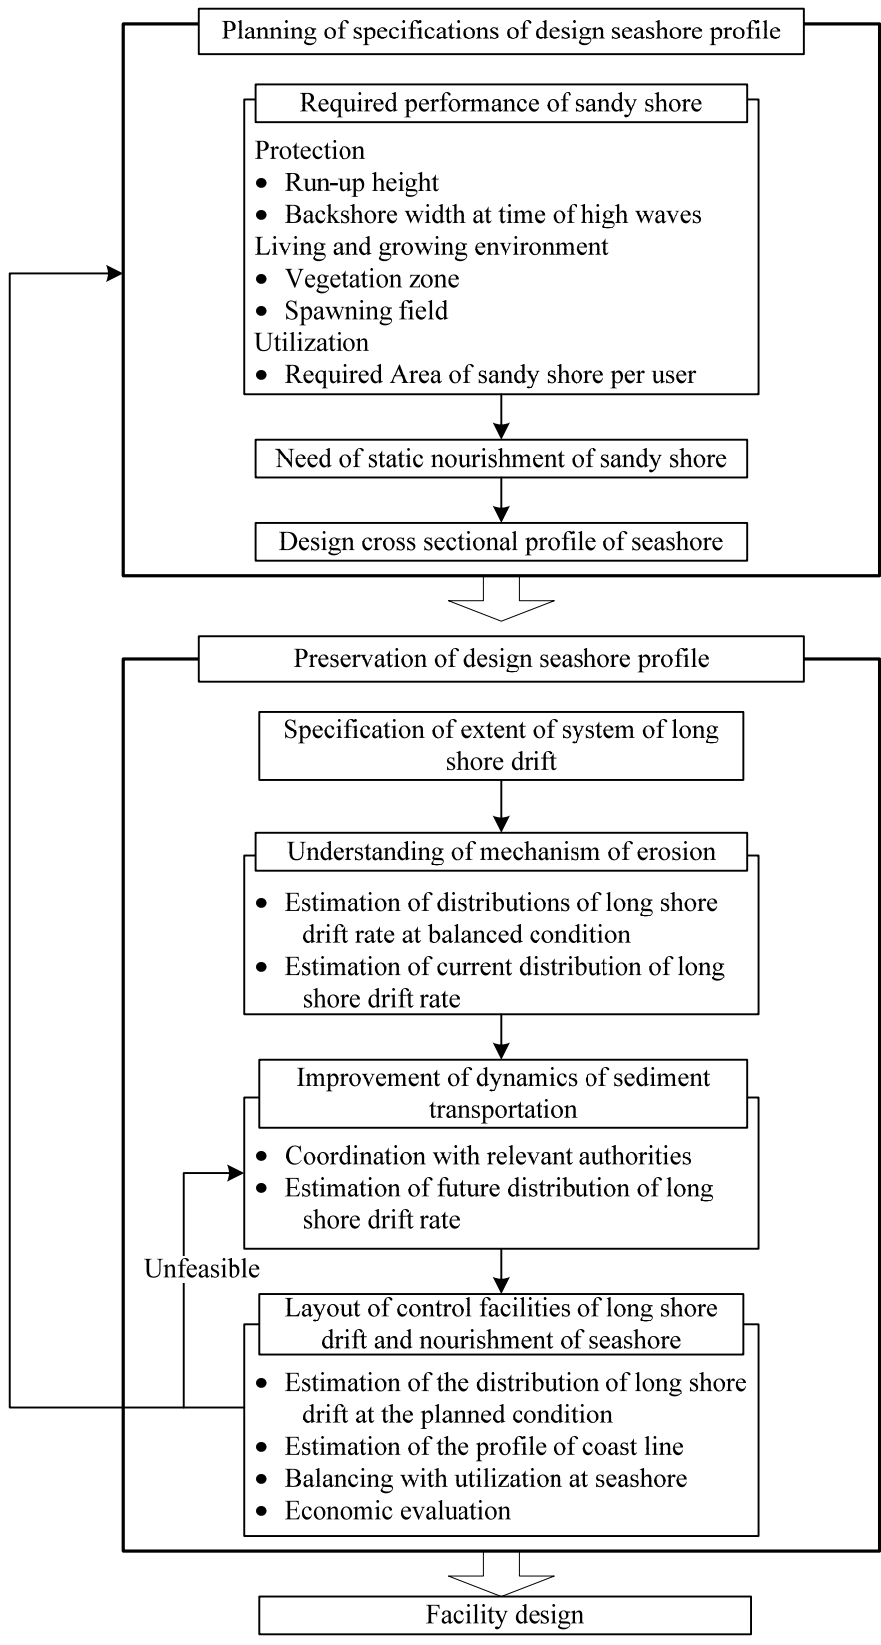 Planning of specifications of design seashore profile
Required performance of sandy shore
Protection
• Run-up height
• Backshore width at time of high waves
Living and growing environment
• Vegetation zone
• Spawning field
Utilization
• Required Area of sandy shore per user
Need of static nourishment of sandy shore
Design cross sectional profile of seashore
Preservation of design seashore profile
Specification of extent of system of long
shore drift
Understanding of mechanism of erosion
• Estimation of distributions of long shore
drift rate at balanced condition
• Estimation of current distribution of long
shore drift rate
Improvement of dynamics of sediment
transportation
• Coordination with relevant authorities
• Estimation of future distribution of long
shore drift rate
Unfeasible
Layout of control facilities of long shore
drift and nourishment of seashore
• Estimation of the distribution of long shore
drift at the planned condition
• Estimation of the profile of coast line
• Balancing with utilization at seashore
• Economic evaluation
Facility design